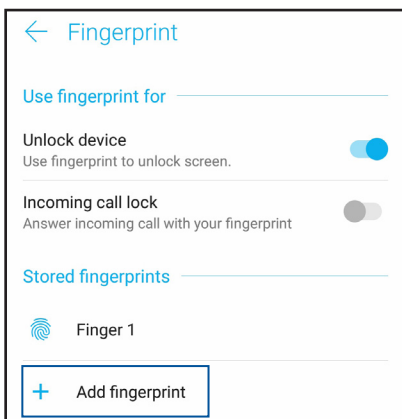 Fingerprint
Use fingerprint for
Unlock device
Use fingerprint to unlock screen.
Incoming call lock
Answer incoming call with your fingerprint
Stored fingerprints
Finger 1
Add fingerprint